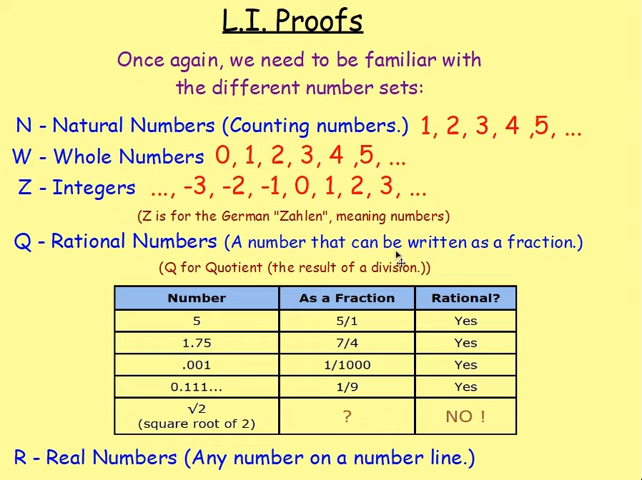 L.I. Proofs
Once again, we need to be familiar with
the different number sets:
N - Natural Numbers (Counting numbers.) 1, 2, 3, 4 ,5, ...
W - Whole Numbers 0, 1, 2, 3, 4 ,5, ...
Z - Integers ..., -3, -2, -1, 0, 1, 2, 3, ...
(Z is for the German "Zahlen", meaning numbers)
Q - Rational Numbers (A number that can be written as a fraction.)
(Q for Quotient (the result of a division.))
Number As a Fraction Rational?
5 5/1 Yes
1.75 7/4 Yes
.001 1/1000 Yes
0.111... 1/9 Yes
√2
(square root of 2) ? NO !
R - Real Numbers (Any number on a number line.)